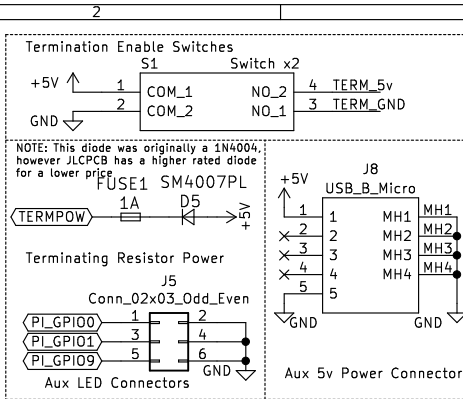 2
Termination Enable Switches
S1 Switch x2
+5V 1 COM_1 NO_2 4 TERM_5v
GND 2 COM_2 NO_1 3 TERM_GND
NOTE: This diode was originally a 1N4004,
however JLCPCB has a higher rated diode
for a lower price
FUSE1 SM4007PL
1A D5
TERMPOW +5V
Terminating Resistor Power
J5
Conn_02x03_Odd_Even
PI_GPIO0 1 2
PI_GPIO1 3 4
PI_GPIO9 5 6 GND
Aux LED Connectors
J8
+5V USB_B_Micro
1 1 MH1 MH1
2 2 MH2 MH2
3 3 MH3 MH3
4 4 MH4 MH4
5 5
GND GND
Aux 5v Power Connector